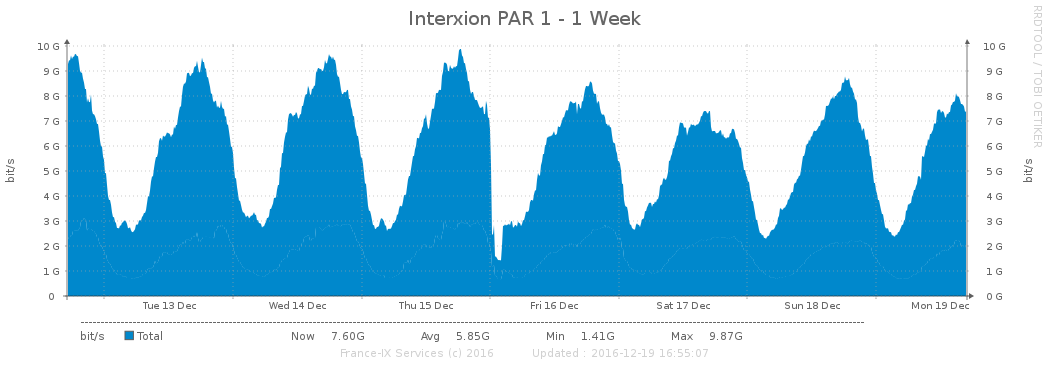 Interxion PAR 1 - 1 Week
RRDTOOL / TOBI OETIKER
bit/s
10 G
9 G
8 G
7 G
6 G
5 G
4 G
3 G
2 G
1 G
0
10 G
9 G
8 G
7 G
6 G
5 G
4 G
3 G
2 G
1 G
0 G
bit/s
Tue 13 Dec Wed 14 Dec Thu 15 Dec Fri 16 Dec Sat 17 Dec Sun 18 Dec Mon 19 Dec
bit/s Total Now 7.60G Avg 5.85G Min 1.41G Max 9.87G
France-IX Services (c) 2016 Updated : 2016-12-19 16:55:07